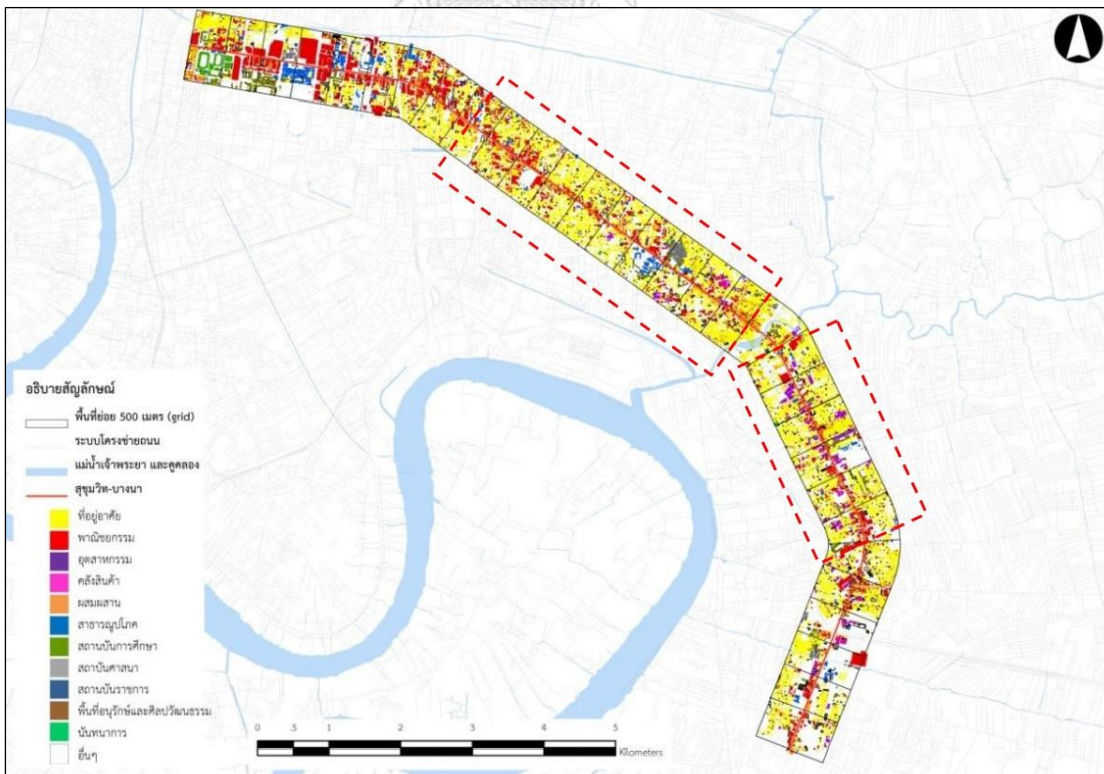 อธิบายสัญลักษณ์
พื้นที่ย่อย 500 เมตร (grid)
ระบบโครงข่ายถนน
แม่น้ำเจ้าพระยา และคูคลอง
สุขุมวิท-บางนา
ที่อยู่อาศัย
พาณิชยกรรม
อุตสาหกรรม
คลังสินค้า
ผสมผสาน
สาธารณูปโภค
สถาบันการศึกษา
สถาบันศาสนา
สถาบันราชการ
พื้นที่อนุรักษ์และศิลปวัฒนธรรม
นันทนาการ
อื่นๆ
0 .5 1 2 3 4 5
Kilometers